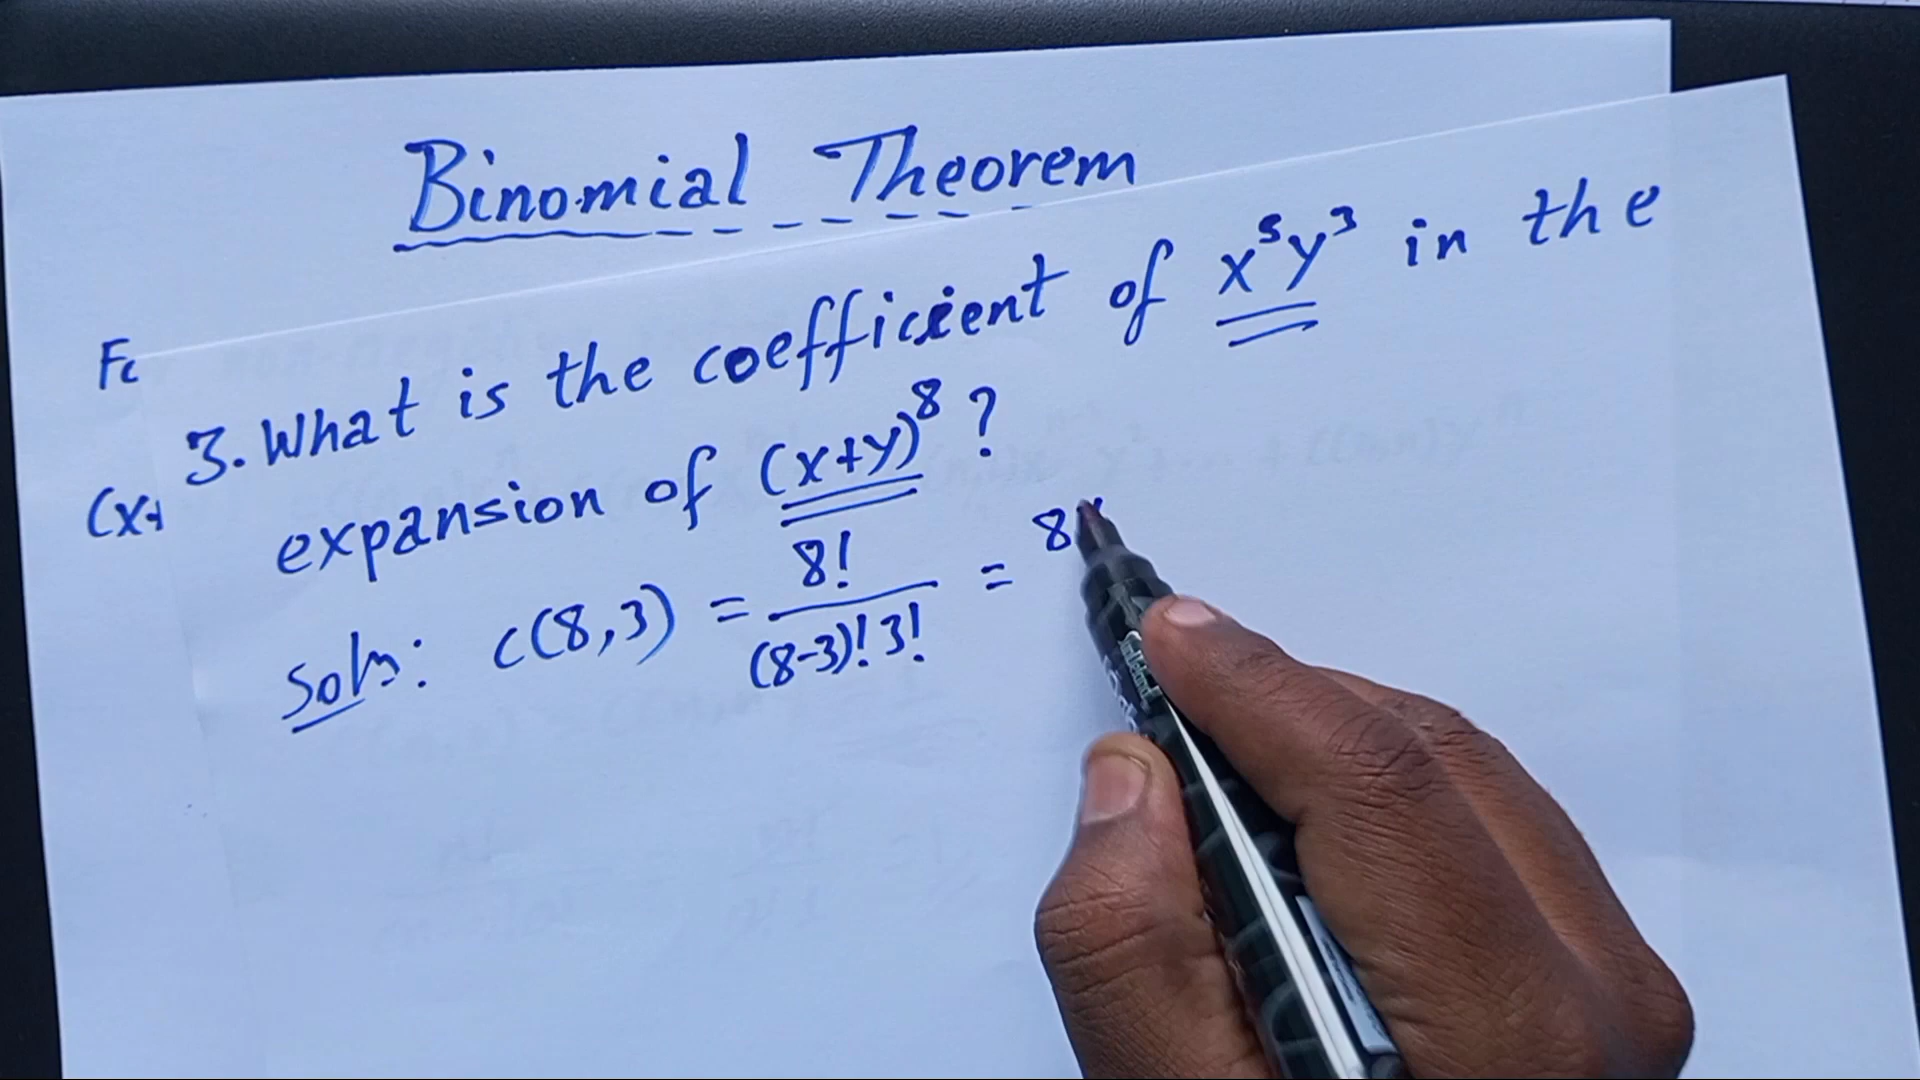 Binomial Theorem
3. What is the coefficient of x⁵y³ in the
expansion of (x+y)⁸ ?
Soln: C(8,3) = 8! / (8-3)! 3! = 8
(x+